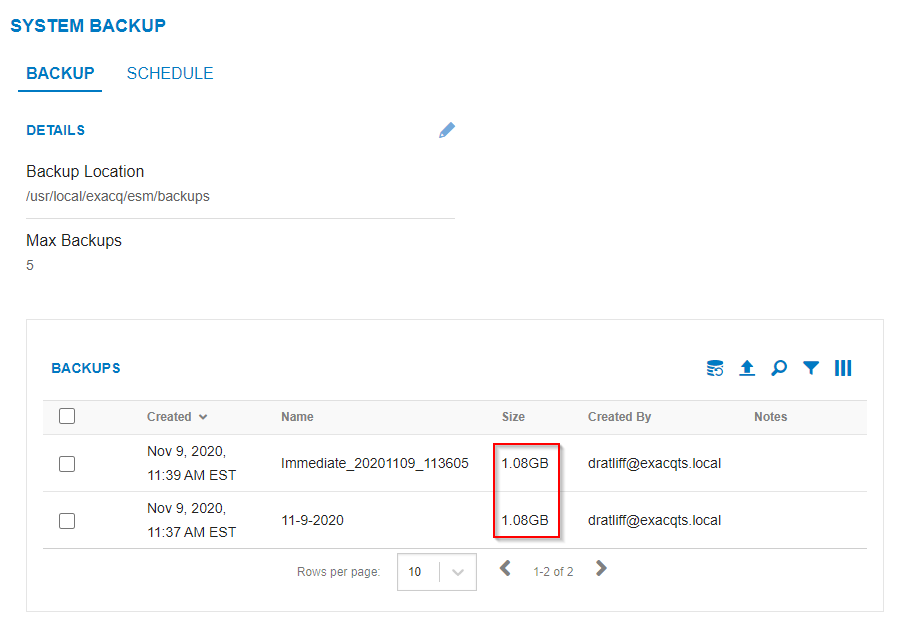 SYSTEM BACKUP
BACKUP SCHEDULE
DETAILS
Backup Location
/usr/local/exacq/esm/backups
Max Backups
5
BACKUPS
Created Name Size Created By Notes
Nov 9, 2020,
11:39 AM EST Immediate_20201109_113605 1.08GB dratliff@exacqts.local
Nov 9, 2020,
11:37 AM EST 11-9-2020 1.08GB dratliff@exacqts.local
Rows per page: 10 1-2 of 2